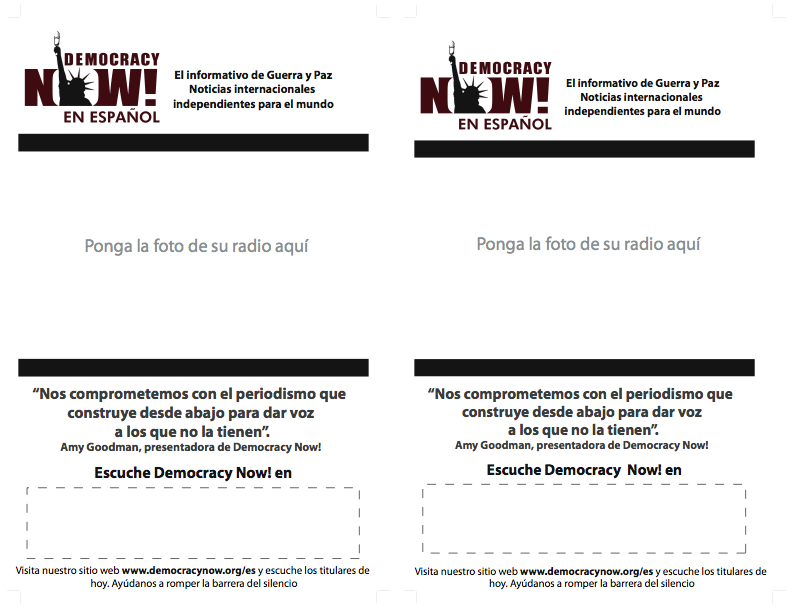 DEMOCRACY
NOW!
EN ESPAÑOL
El informativo de Guerra y Paz
Noticias internacionales
independientes para el mundo
Ponga la foto de su radio aquí
“Nos comprometemos con el periodismo que
construye desde abajo para dar voz
a los que no la tienen”.
Amy Goodman, presentadora de Democracy Now!
Escuche Democracy Now! en
Visita nuestro sitio web www.democracynow.org/es y escuche los titulares de
hoy. Ayúdanos a romper la barrera del silencio
DEMOCRACY
NOW!
EN ESPAÑOL
El informativo de Guerra y Paz
Noticias internacionales
independientes para el mundo
Ponga la foto de su radio aquí
“Nos comprometemos con el periodismo que
construye desde abajo para dar voz
a los que no la tienen”.
Amy Goodman, presentadora de Democracy Now!
Escuche Democracy Now! en
Visita nuestro sitio web www.democracynow.org/es y escuche los titulares de
hoy. Ayúdanos a romper la barrera del silencio